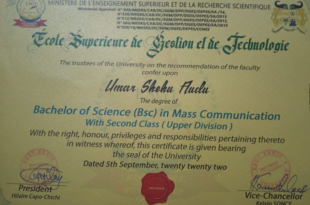 MINISTERE DE L'ENSEIGNEMENT SUPERIEUR ET DE LA RECHERCHE SCIENTIFIQUE
Ecole Superieure de Gestion et de Technologie
The trustees of the University on the recommendation of the faculty
confer upon
Umar Shehu Audu
The degree of
Bachelor of Science (Bsc) in Mass Communication
With Second Class ( Upper Division )
With the right, honour, privileges and responsibilities pertaining thereto
in witness whereof, this certificate is given bearing
the seal of the University
Dated 5th September, twenty twenty two
President
Hilaire Capo-Chichi
Vice-Chancellor